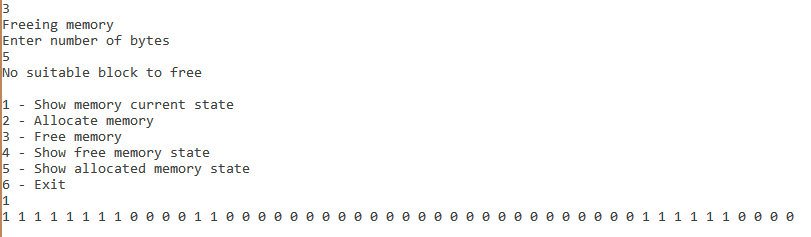 3
Freeing memory
Enter number of bytes
5
No suitable block to free
1 - Show memory current state
2 - Allocate memory
3 - Free memory
4 - Show free memory state
5 - Show allocated memory state
6 - Exit
1
1 1 1 1 1 1 1 1 0 0 0 0 1 1 0 0 0 0 0 0 0 0 0 0 0 0 0 0 0 0 0 0 0 0 0 0 0 0 0 0 1 1 1 1 1 1 0 0 0 0